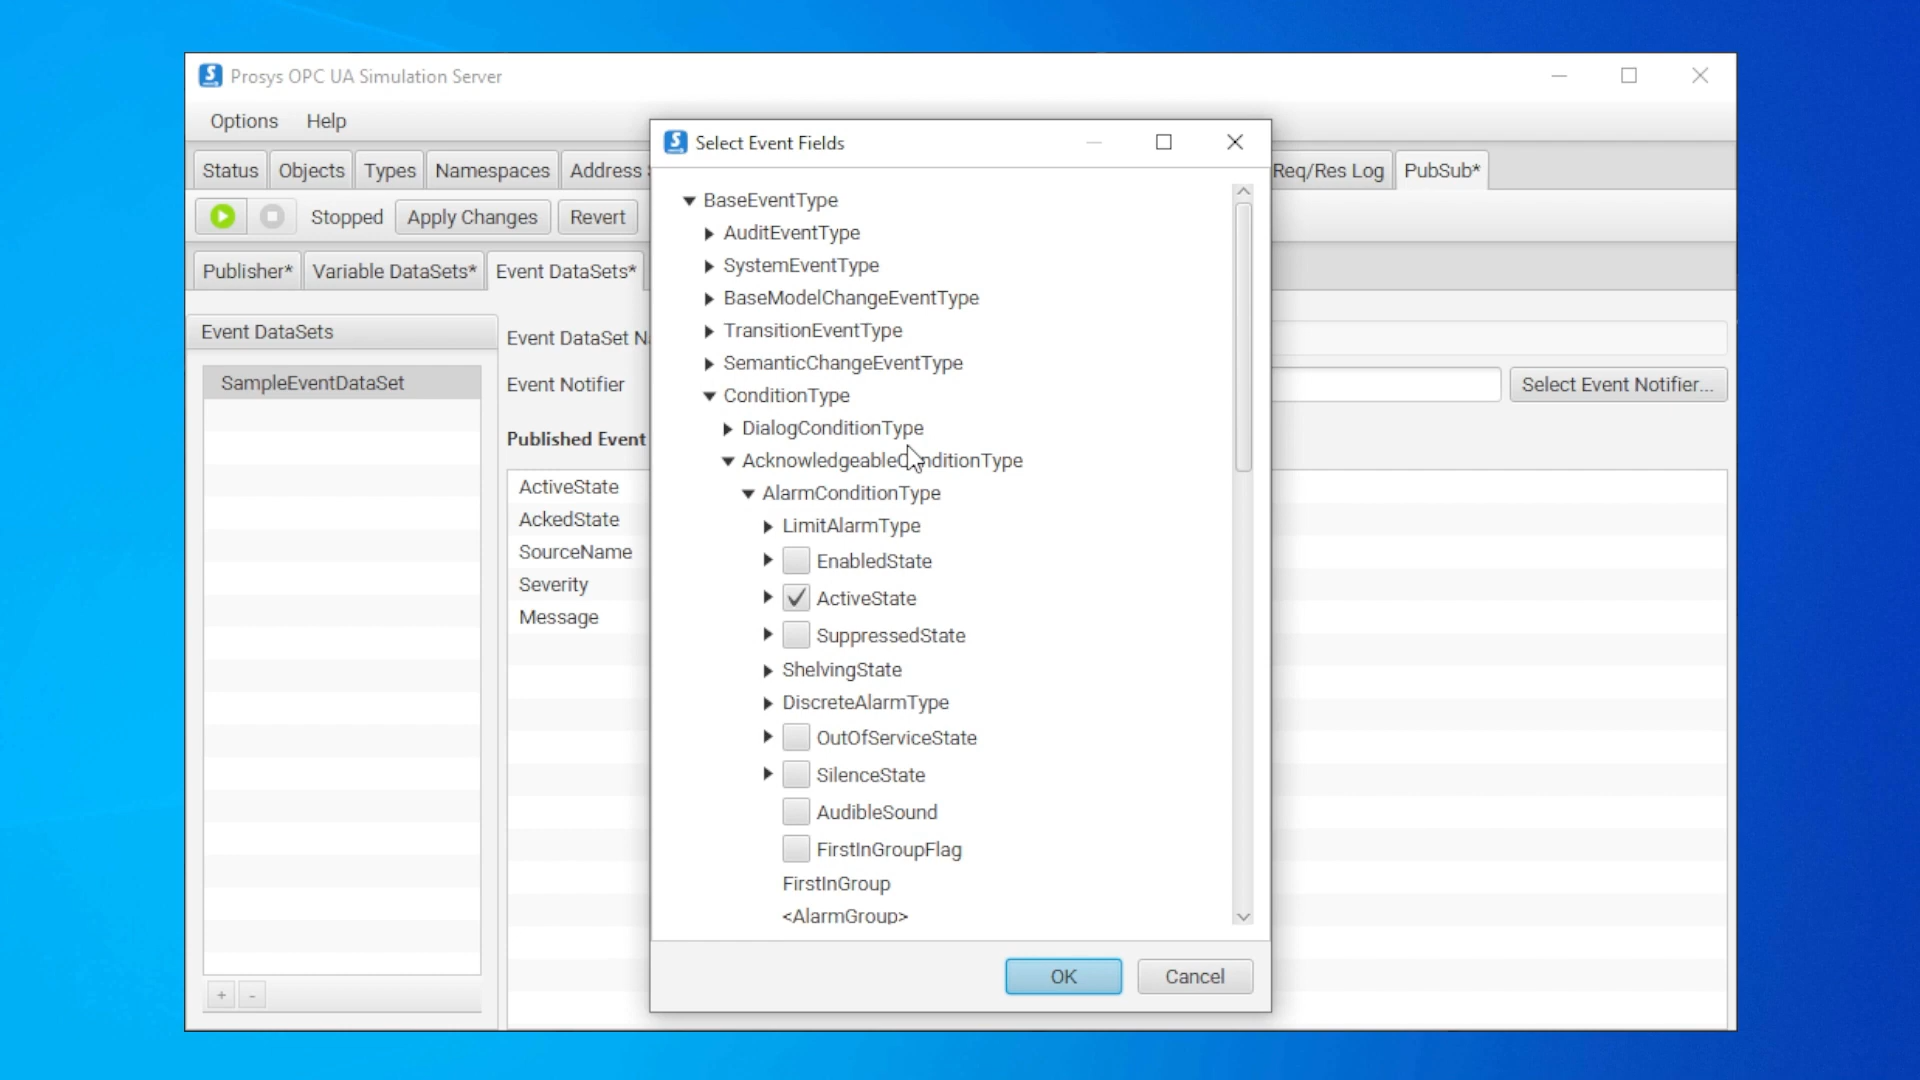 Prosys OPC UA Simulation Server
Options Help
Select Event Fields
Status Objects Types Namespaces Address Req/Res Log PubSub*
Stopped Apply Changes Revert
Publisher* Variable DataSets* Event DataSets*
Event DataSets
SampleEventDataSet
+ -
Event DataSet Na
Event Notifier
Select Event Notifier...
Published Event
ActiveState
AckedState
SourceName
Severity
Message
BaseEventType
AuditEventType
SystemEventType
BaseModelChangeEventType
TransitionEventType
SemanticChangeEventType
ConditionType
DialogConditionType
AcknowledgeableConditionType
AlarmConditionType
LimitAlarmType
EnabledState
ActiveState
SuppressedState
ShelvingState
DiscreteAlarmType
OutOfServiceState
SilenceState
AudibleSound
FirstInGroupFlag
FirstInGroup
<AlarmGroup>
OK Cancel